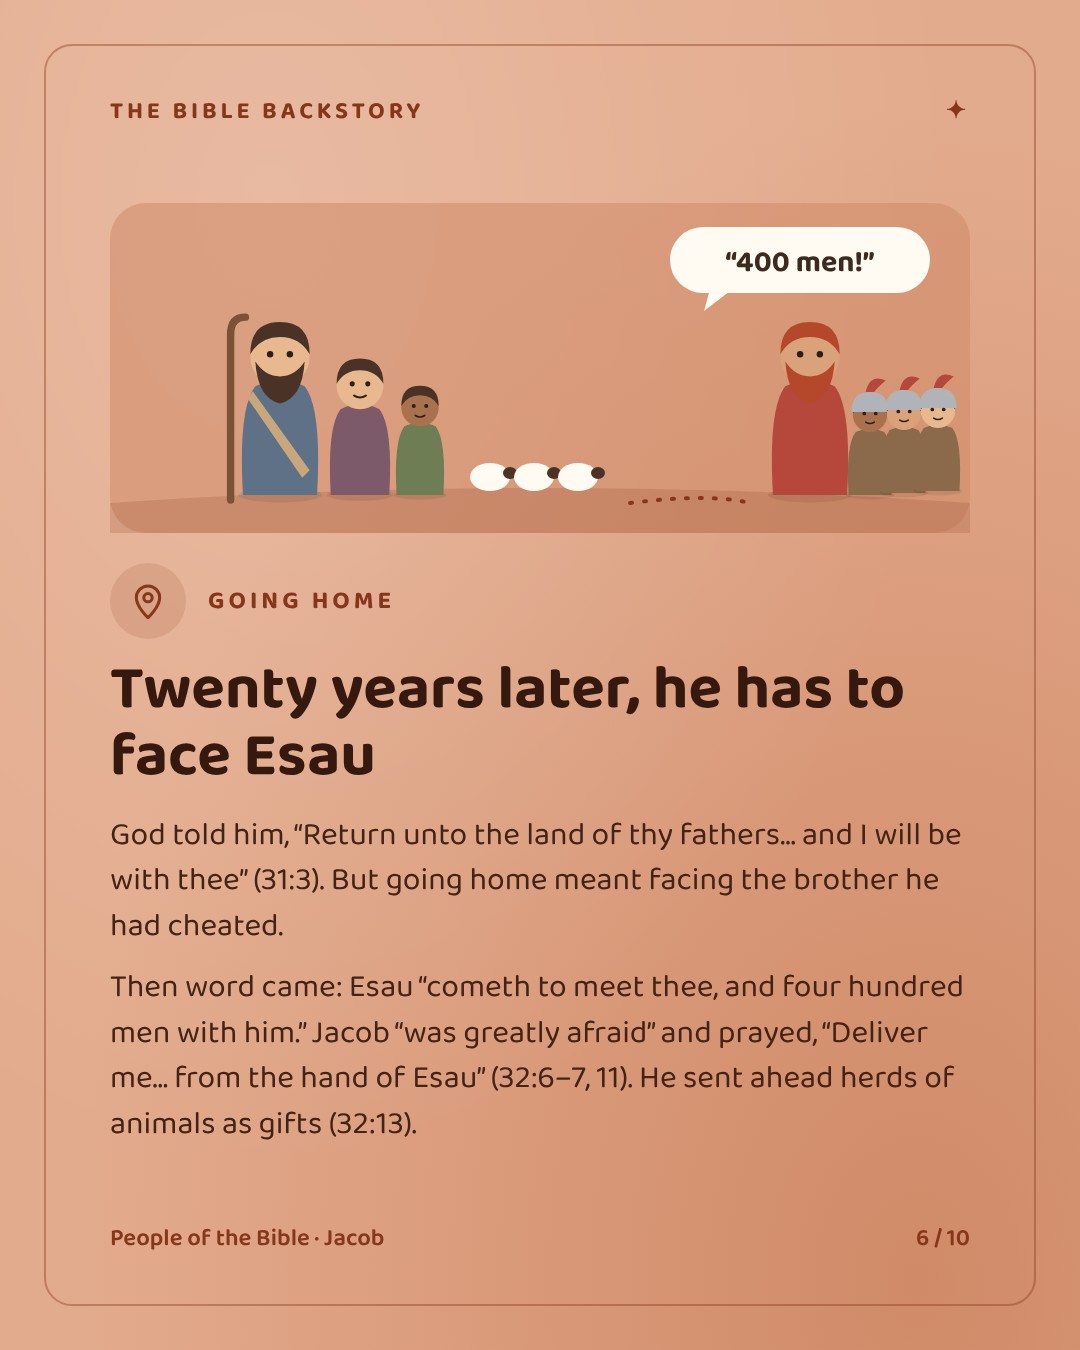 THE BIBLE BACKSTORY
“400 men!”
GOING HOME
Twenty years later, he has to
face Esau
God told him, “Return unto the land of thy fathers... and I will be
with thee” (31:3). But going home meant facing the brother he
had cheated.
Then word came: Esau “cometh to meet thee, and four hundred
men with him.” Jacob “was greatly afraid” and prayed, “Deliver
me... from the hand of Esau” (32:6–7, 11). He sent ahead herds of
animals as gifts (32:13).
People of the Bible · Jacob
6 / 10